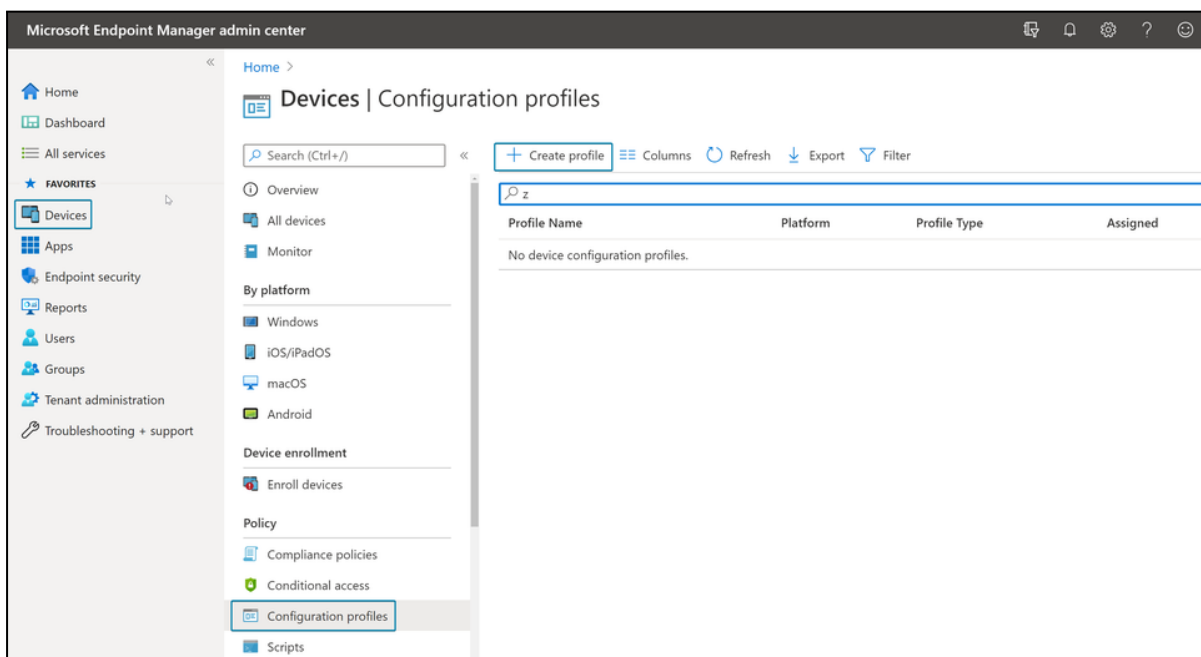 Microsoft Endpoint Manager admin center
Home
Dashboard
All services
FAVORITES
Devices
Apps
Endpoint security
Reports
Users
Groups
Tenant administration
Troubleshooting + support
Home >
Devices | Configuration profiles
Search (Ctrl+/)
Overview
All devices
Monitor
By platform
Windows
iOS/iPadOS
macOS
Android
Device enrollment
Enroll devices
Policy
Compliance policies
Conditional access
Configuration profiles
Scripts
Create profile Columns Refresh Export Filter
z
Profile Name Platform Profile Type Assigned
No device configuration profiles.